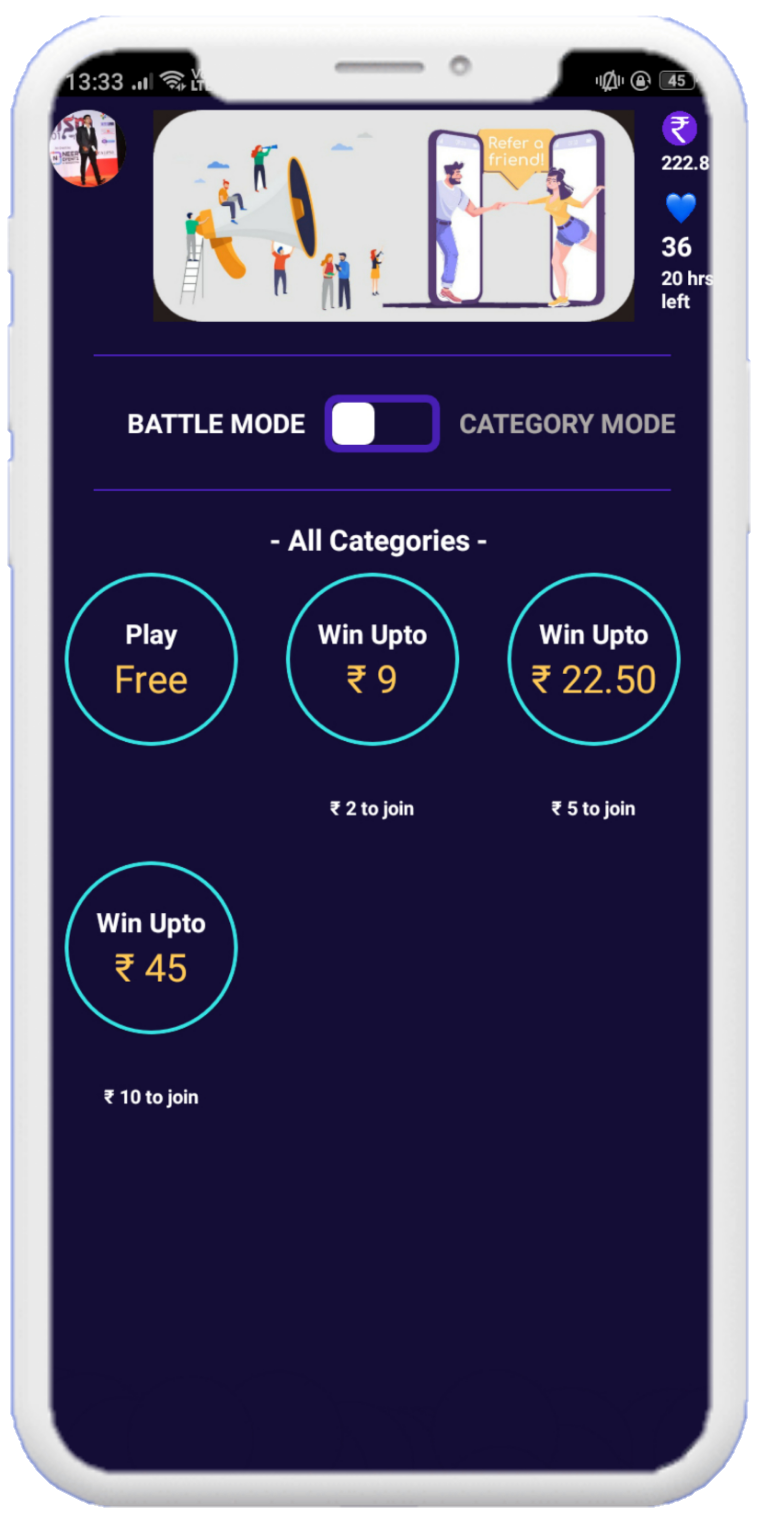 13:33
45
Refer a
friend!
222.8
36
20 hrs
left
BATTLE MODE
CATEGORY MODE
- All Categories -
Play
Free
Win Upto
₹ 9
Win Upto
₹ 22.50
₹ 2 to join
₹ 5 to join
Win Upto
₹ 45
₹ 10 to join